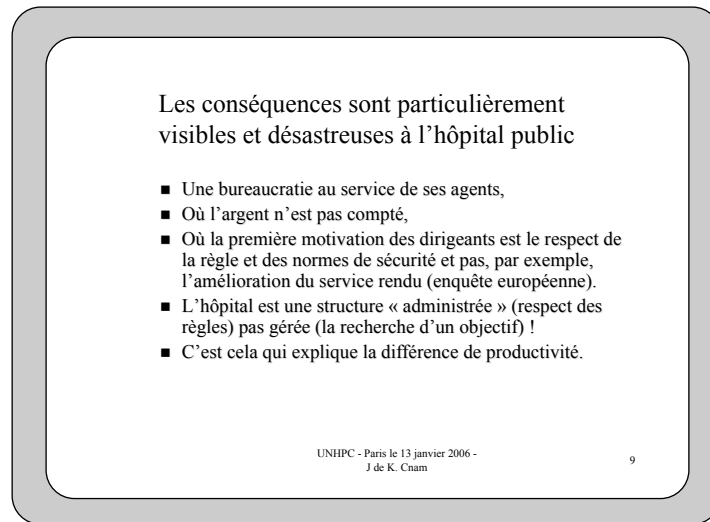 Les conséquences sont particulièrement
visibles et désastreuses à l’hôpital public
■ Une bureaucratie au service de ses agents,
■ Où l’argent n’est pas compté,
■ Où la première motivation des dirigeants est le respect de
la règle et des normes de sécurité et pas, par exemple,
l’amélioration du service rendu (enquête européenne).
■ L’hôpital est une structure « administrée » (respect des
règles) pas gérée (la recherche d’un objectif) !
■ C’est cela qui explique la différence de productivité.
UNHPC - Paris le 13 janvier 2006 -
J de K. Cnam
9